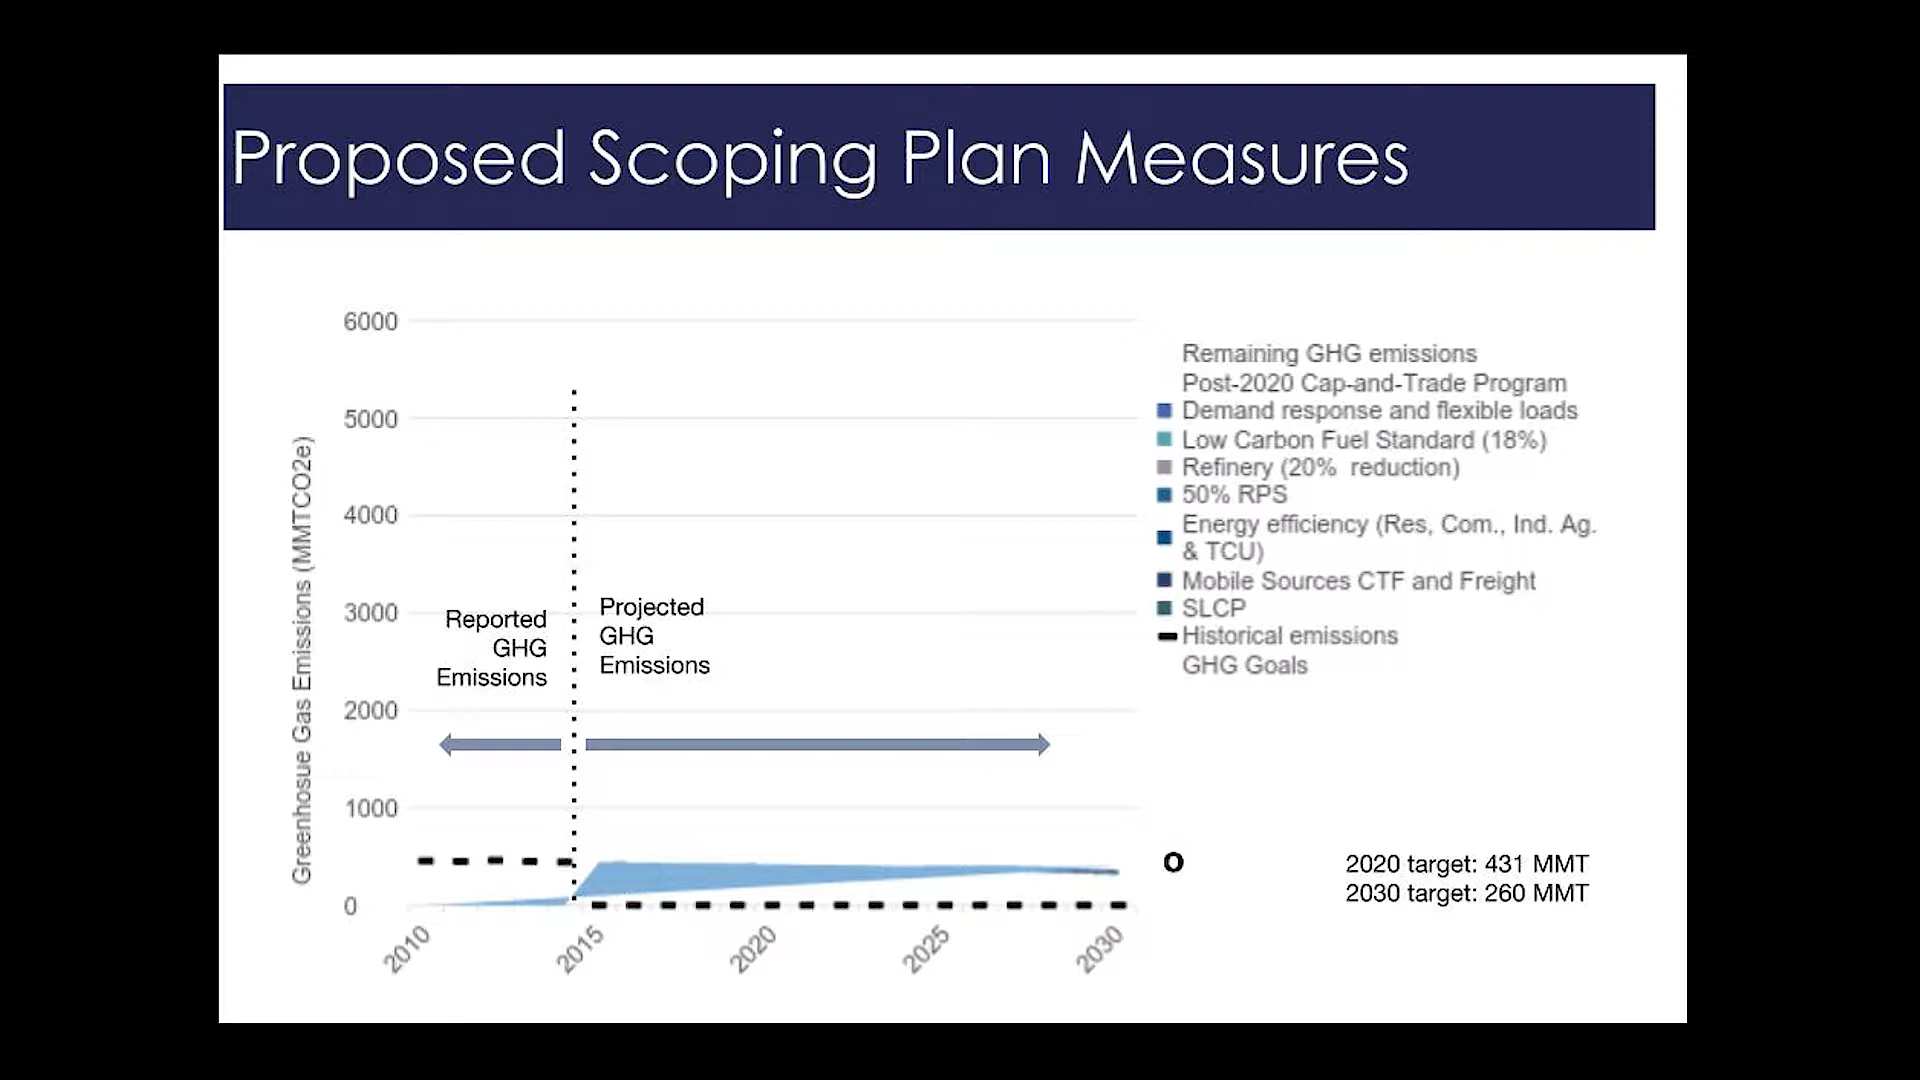 Proposed Scoping Plan Measures
6000
5000
4000
3000
2000
1000
0
Greenhosue Gas Emissions (MMTCO2e)
Reported
GHG
Emissions
Projected
GHG
Emissions
2010
2015
2020
2025
2030
Remaining GHG emissions
Post-2020 Cap-and-Trade Program
Demand response and flexible loads
Low Carbon Fuel Standard (18%)
Refinery (20% reduction)
50% RPS
Energy efficiency (Res, Com., Ind. Ag.
& TCU)
Mobile Sources CTF and Freight
SLCP
Historical emissions
GHG Goals
O
2020 target: 431 MMT
2030 target: 260 MMT